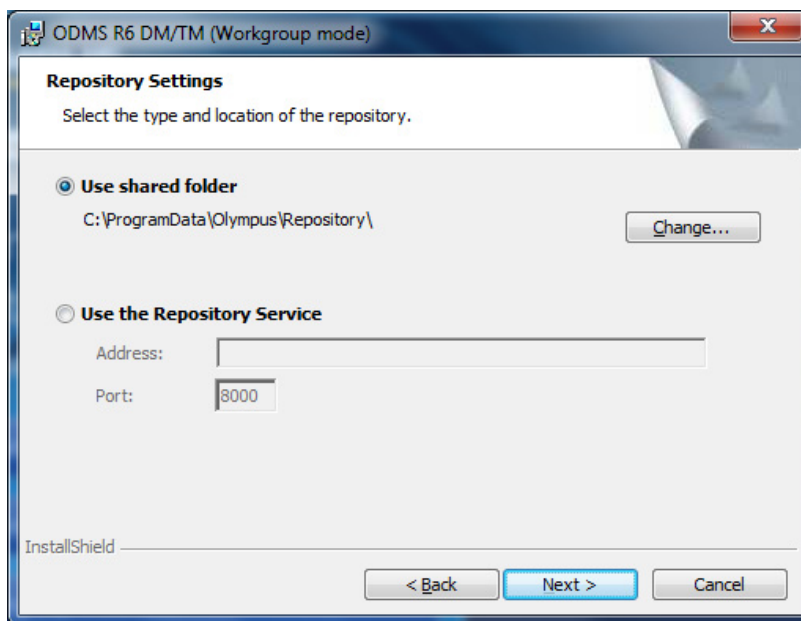 ODMS R6 DM/TM (Workgroup mode)
Repository Settings
Select the type and location of the repository.
Use shared folder
C:\ProgramData\Olympus\Repository\
Change...
Use the Repository Service
Address:
Port: 8000
InstallShield
< Back Next > Cancel